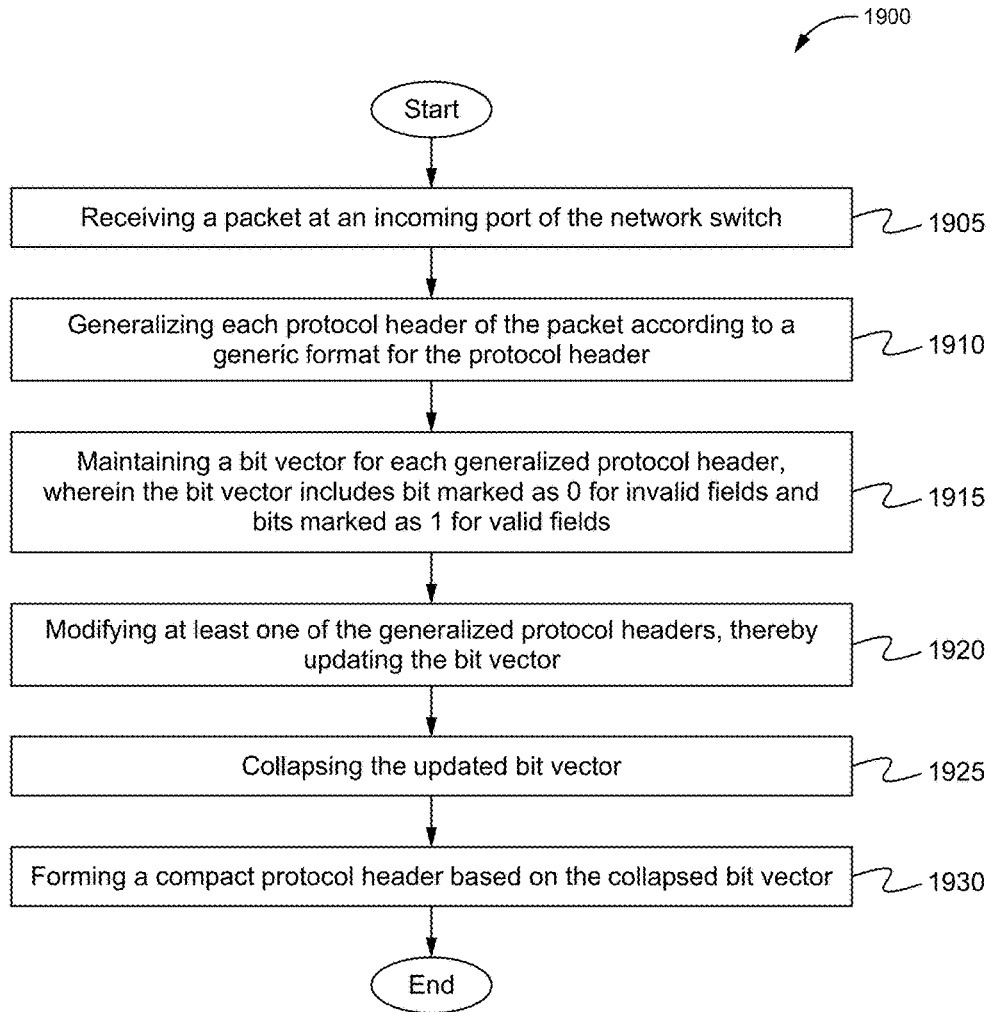 1900
Start
Receiving a packet at an incoming port of the network switch
1905
Generalizing each protocol header of the packet according to a
generic format for the protocol header
1910
Maintaining a bit vector for each generalized protocol header,
wherein the bit vector includes bit marked as 0 for invalid fields and
bits marked as 1 for valid fields
1915
Modifying at least one of the generalized protocol headers, thereby
updating the bit vector
1920
Collapsing the updated bit vector
1925
Forming a compact protocol header based on the collapsed bit vector
1930
End